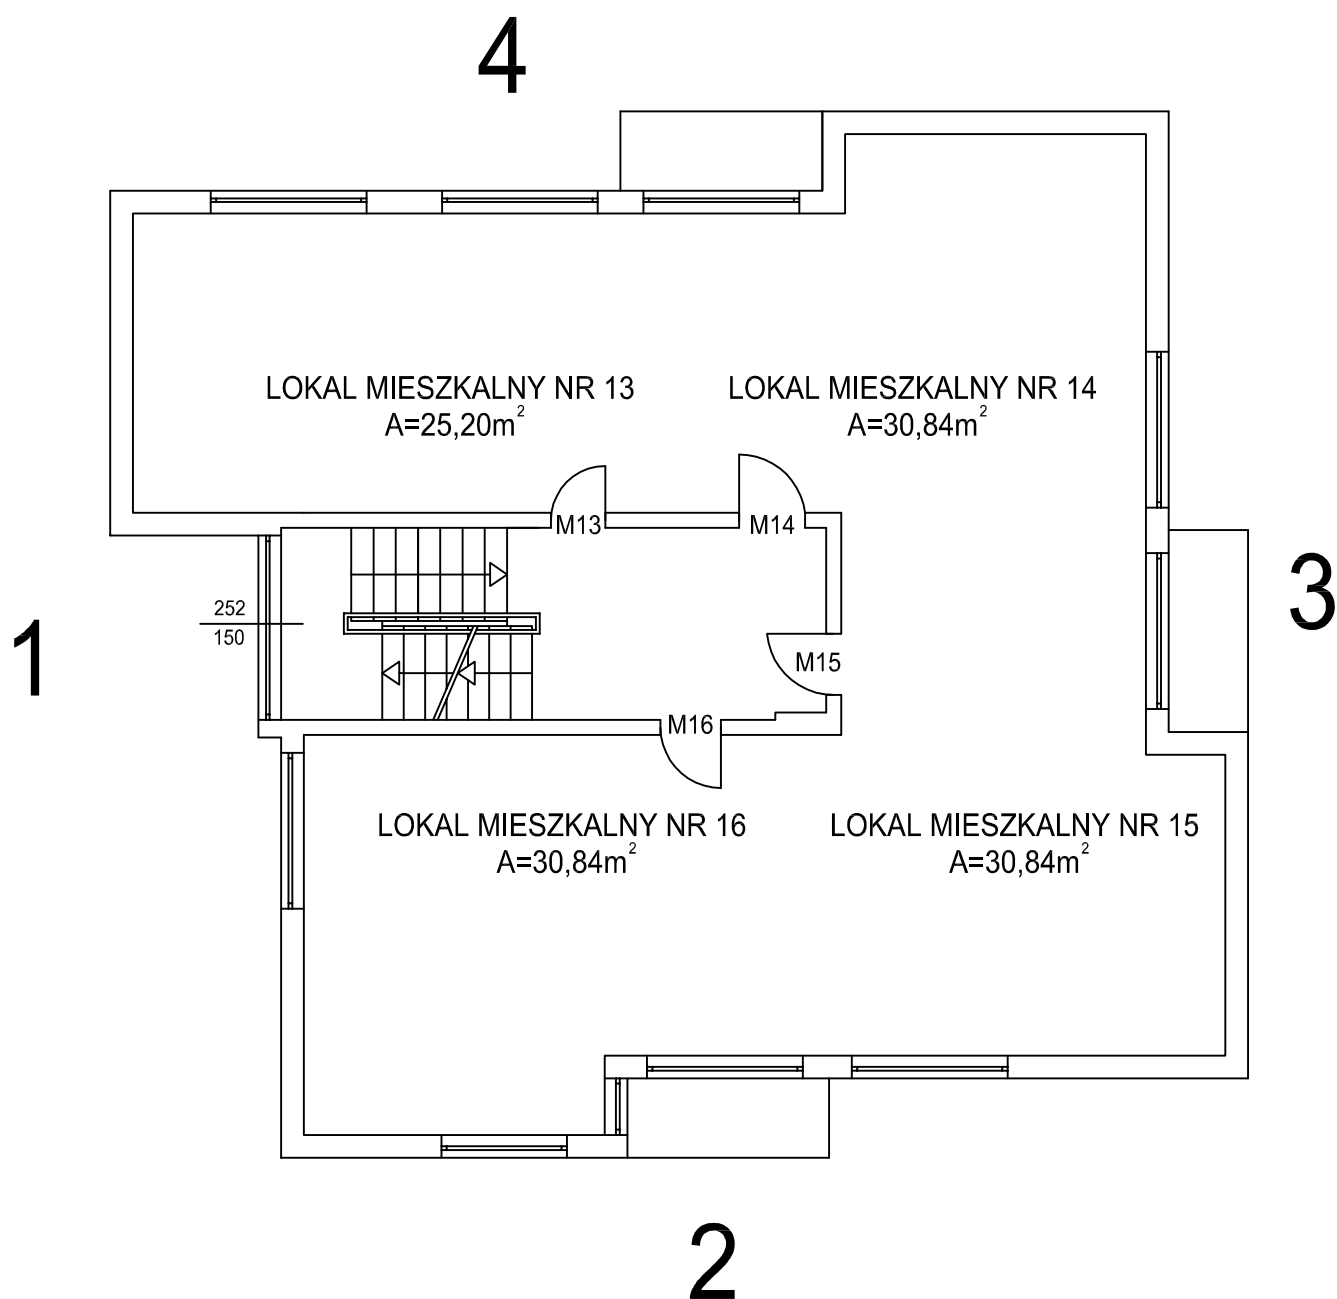 4
LOKAL MIESZKALNY NR 13
A=25,20m²
LOKAL MIESZKALNY NR 14
A=30,84m²
M13
M14
252
150
1
3
M15
M16
LOKAL MIESZKALNY NR 16
A=30,84m²
LOKAL MIESZKALNY NR 15
A=30,84m²
2